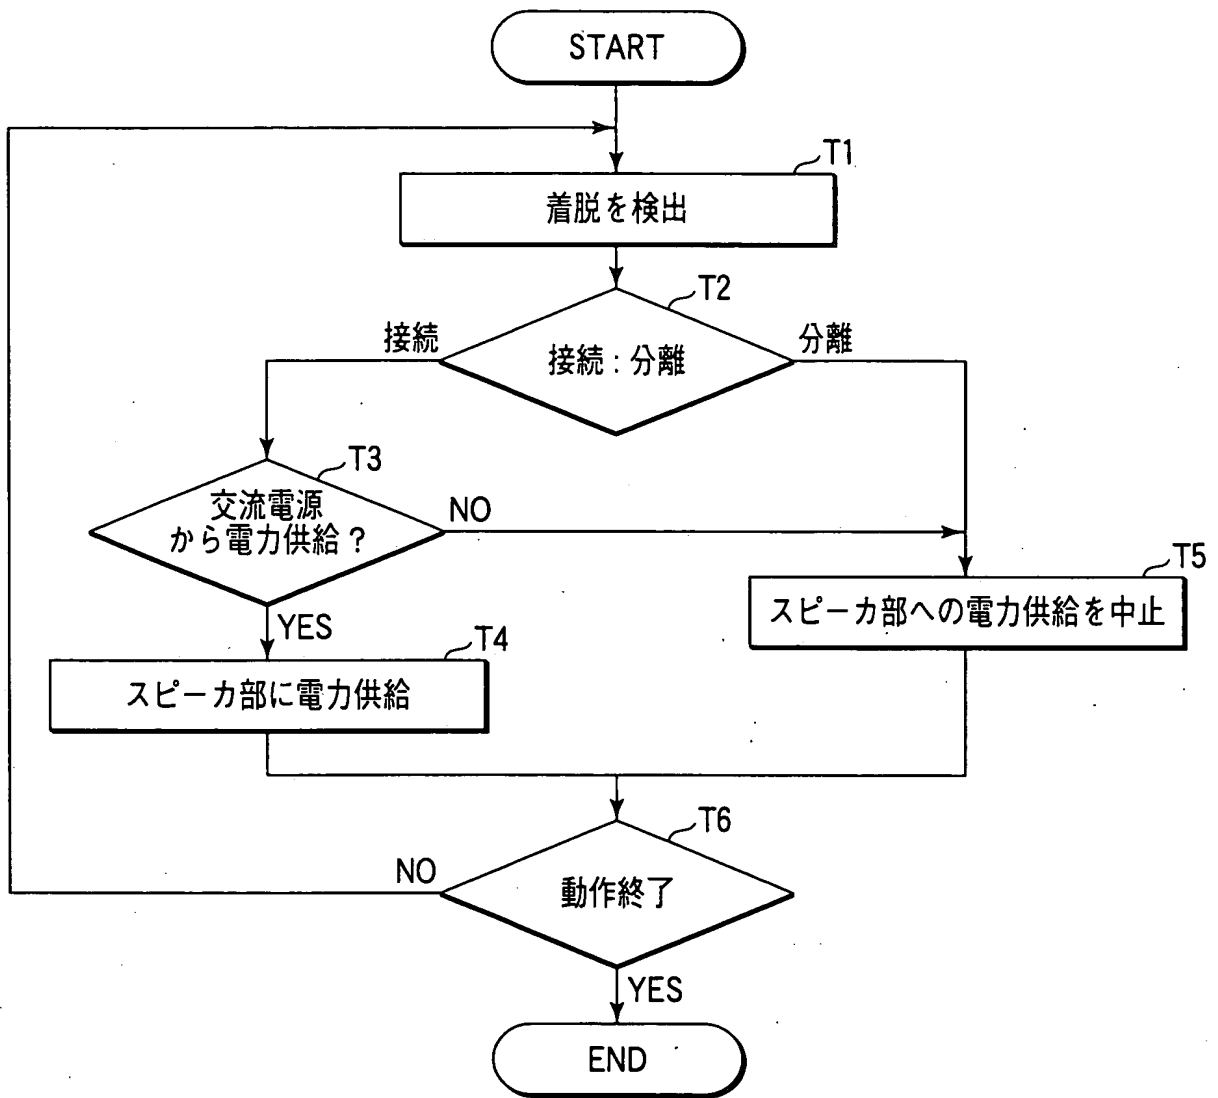 START
T1
着脱を検出
T2
接続
接続：分離
分離
T3
交流電源
から電力供給？
NO
T5
スピーカ部への電力供給を中止
YES
T4
スピーカ部に電力供給
T6
NO
動作終了
YES
END